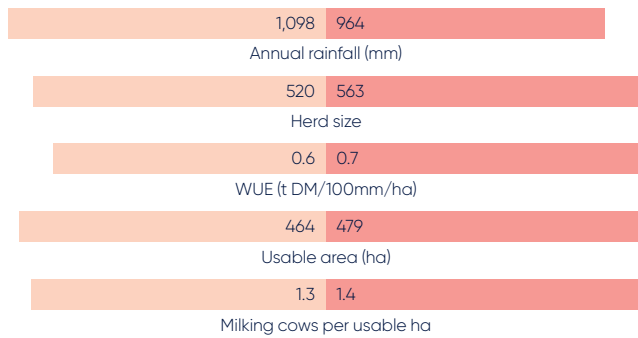 1,098 964
Annual rainfall (mm)
520 563
Herd size
0.6 0.7
WUE (t DM/100mm/ha)
464 479
Usable area (ha)
1.3 1.4
Milking cows per usable ha